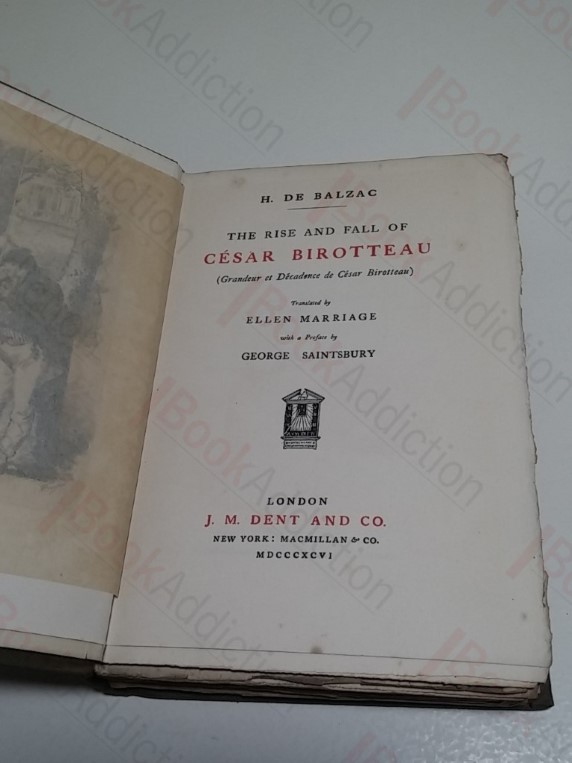 H. DE BALZAC
THE RISE AND FALL OF
CÉSAR BIROTTEAU
(Grandeur et Décadence de César Birotteau)
Translated by
ELLEN MARRIAGE
with a Preface by
GEORGE SAINTSBURY
LONDON
J. M. DENT AND CO.
NEW YORK: MACMILLAN & CO.
MDCCCXCVI
BookAddiction